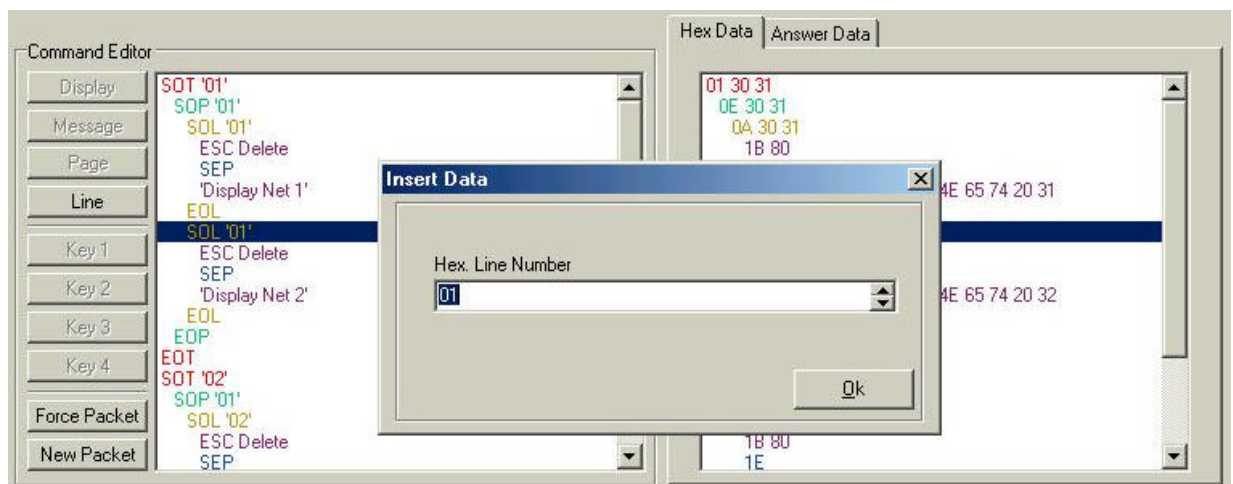 Command Editor
Display
Message
Page
Line
Key 1
Key 2
Key 3
Key 4
Force Packet
New Packet
SOT '01'
SOP '01'
SOL '01'
ESC Delete
SEP
'Display Net 1'
EOL
SOL '01'
ESC Delete
SEP
'Display Net 2'
EOL
EOP
EOT
SOT '02'
SOP '01'
SOL '02'
ESC Delete
SEP
Insert Data
Hex. Line Number
01
Ok
Hex Data
Answer Data
01 30 31
0E 30 31
0A 30 31
1B 80
4E 65 74 20 31
4E 65 74 20 32
1B 80
1E